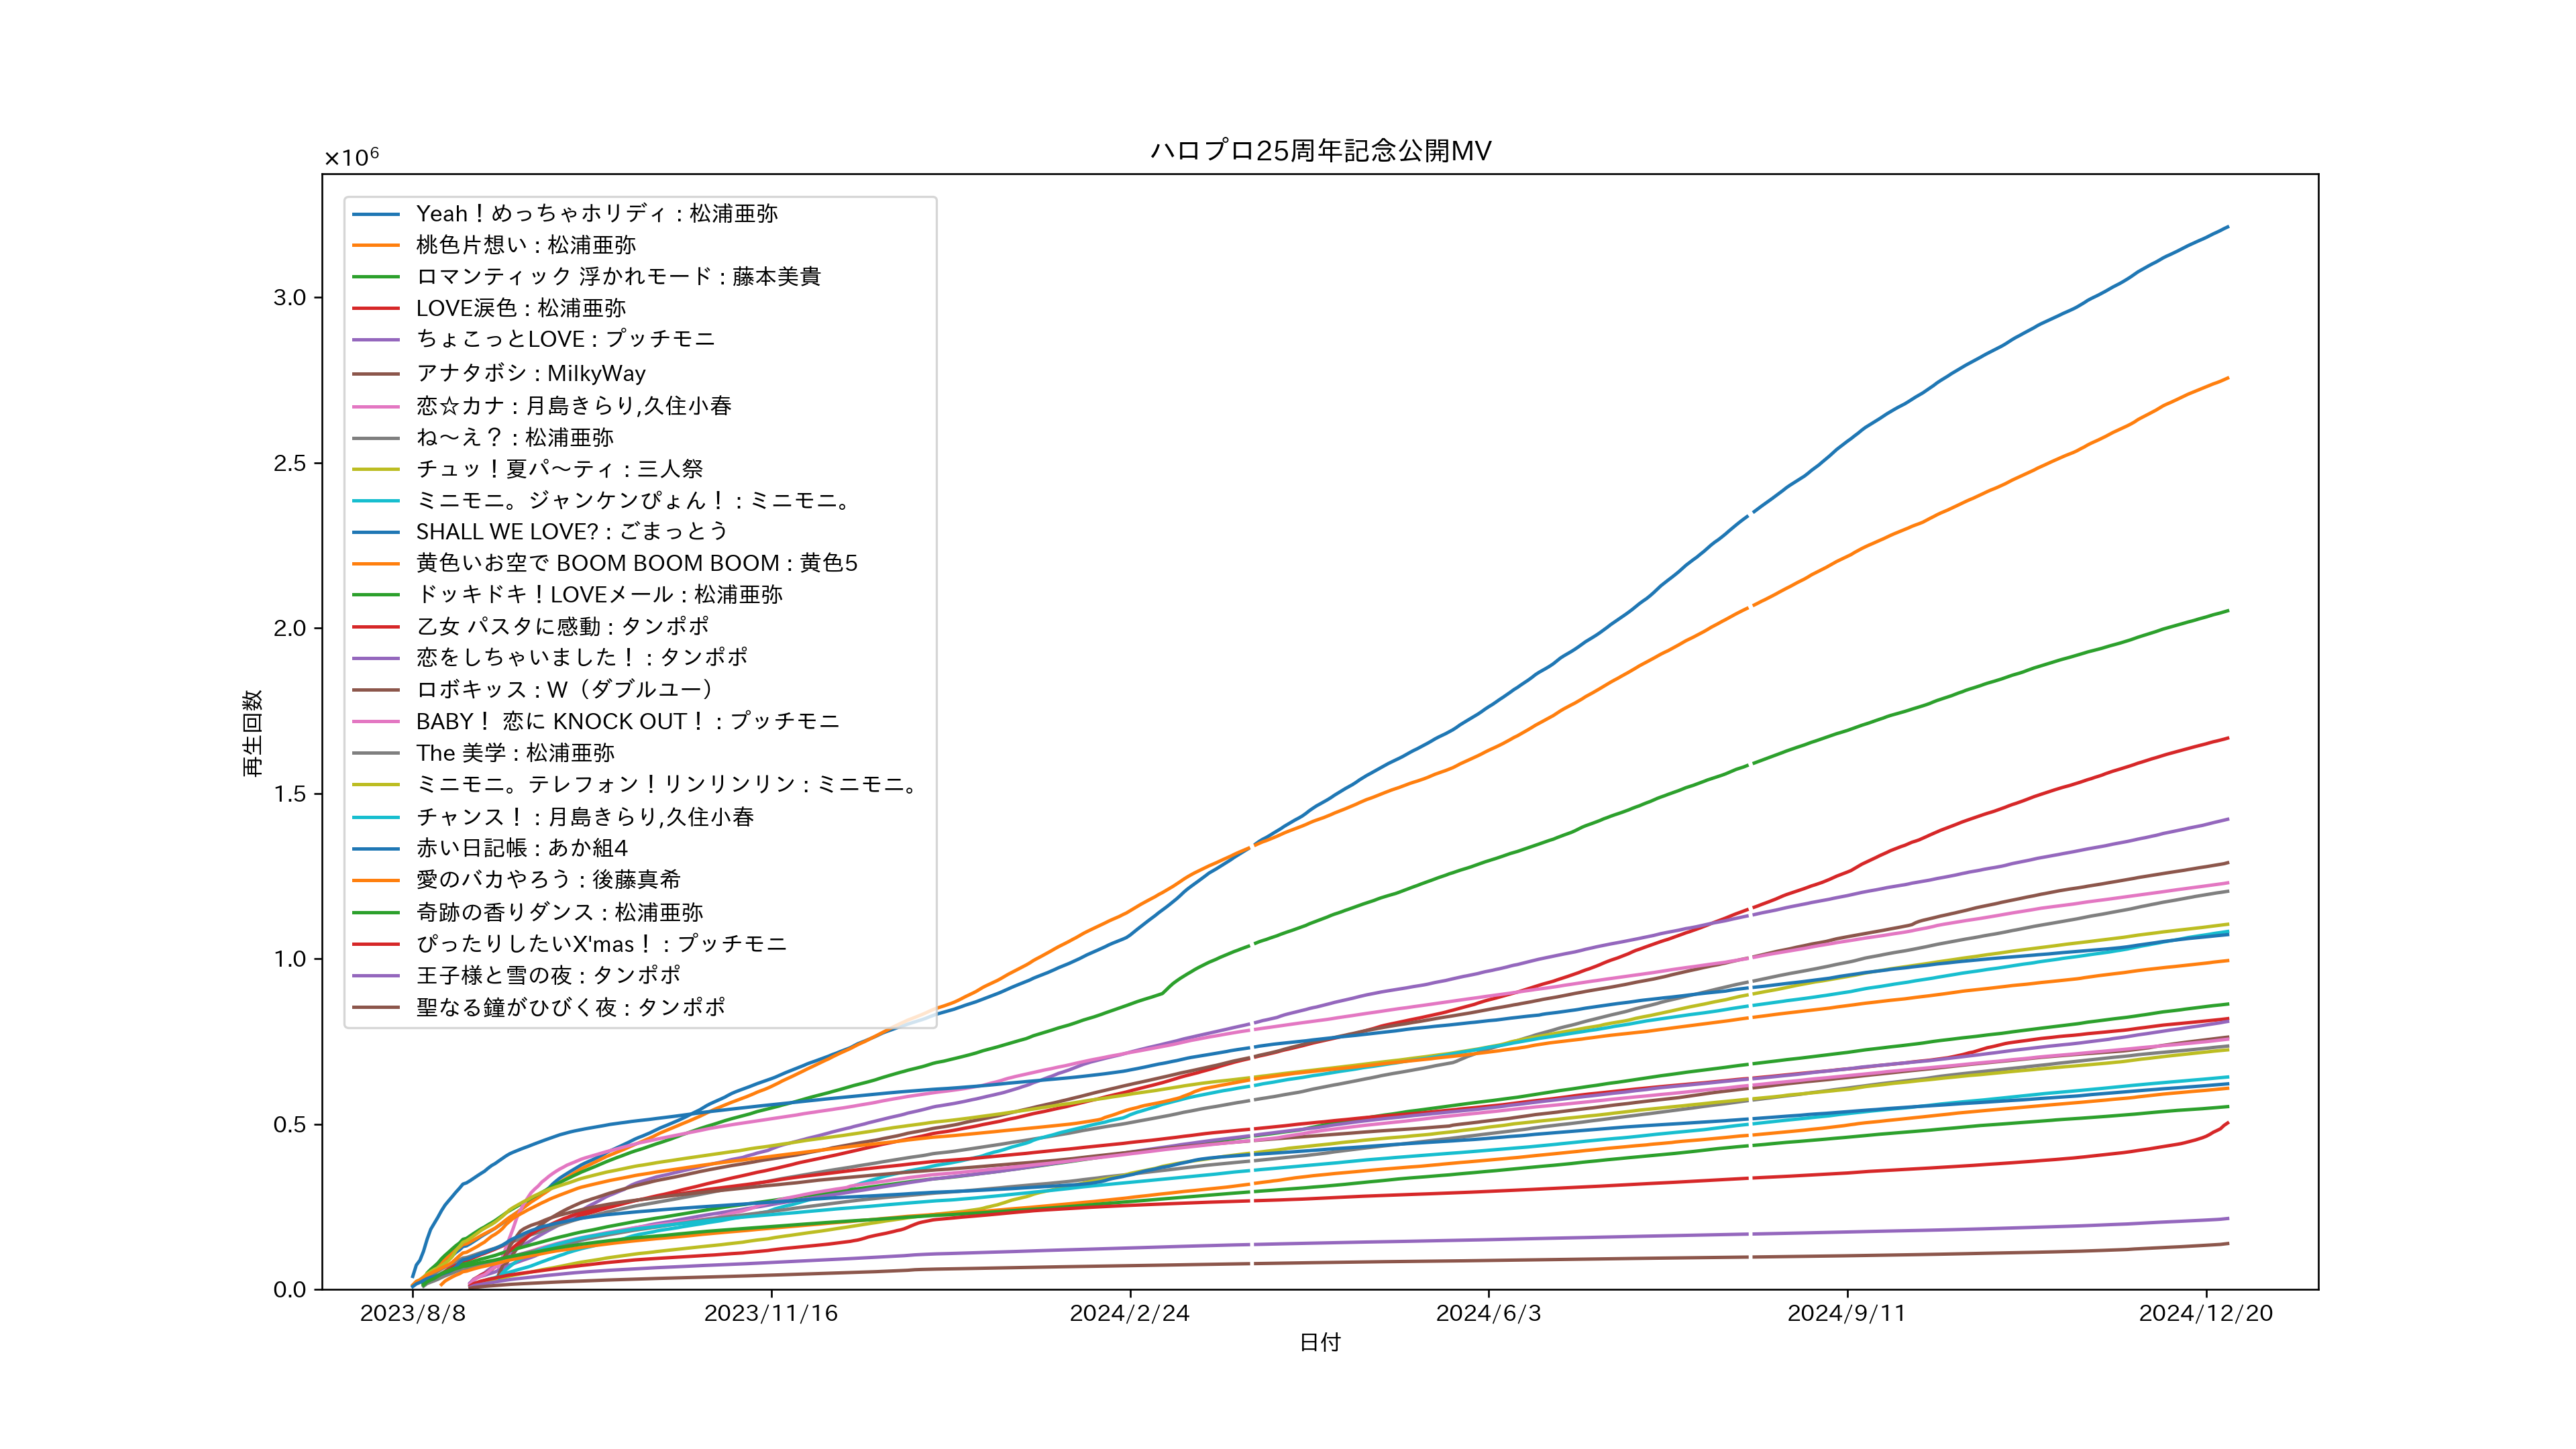 ハロプロ25周年記念公開MV
×10⁶
Yeah！めっちゃホリディ : 松浦亜弥
桃色片想い : 松浦亜弥
ロマンティック 浮かれモード : 藤本美貴
LOVE涙色 : 松浦亜弥
ちょこっとLOVE : プッチモニ
アナタボシ : MilkyWay
恋☆カナ : 月島きらり,久住小春
ね～え？ : 松浦亜弥
チュッ！夏パ～ティ : 三人祭
ミニモニ。ジャンケンぴょん！ : ミニモニ。
SHALL WE LOVE? : ごまっとう
黄色いお空で BOOM BOOM BOOM : 黄色5
ドッキドキ！LOVEメール : 松浦亜弥
乙女 パスタに感動 : タンポポ
恋をしちゃいました！ : タンポポ
ロボキッス : W（ダブルユー）
BABY！ 恋に KNOCK OUT！ : プッチモニ
The 美学 : 松浦亜弥
ミニモニ。テレフォン！リンリンリン : ミニモニ。
チャンス！ : 月島きらり,久住小春
赤い日記帳 : あか組4
愛のバカやろう : 後藤真希
奇跡の香りダンス : 松浦亜弥
ぴったりしたいX'mas！ : プッチモニ
王子様と雪の夜 : タンポポ
聖なる鐘がひびく夜 : タンポポ
3.0
2.5
2.0
1.5
1.0
0.5
0.0
再生回数
2023/8/8
2023/11/16
2024/2/24
2024/6/3
2024/9/11
2024/12/20
日付